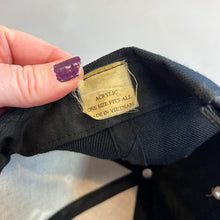 ACRYLIC
ONE SIZE FITS ALL
MADE IN VIETNAM